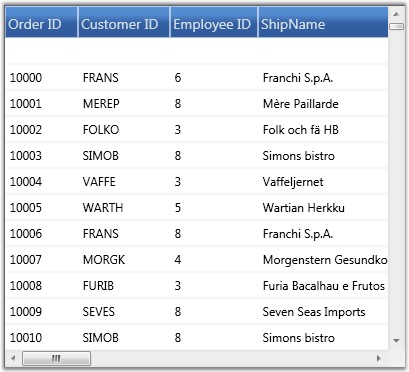 Order ID Customer ID Employee ID ShipName
10000 FRANS 6 Franchi S.p.A.
10001 MEREP 8 Mère Paillarde
10002 FOLKO 3 Folk och fä HB
10003 SIMOB 8 Simons bistro
10004 VAFFE 3 Vaffeljernet
10005 WARTH 5 Wartian Herkku
10006 FRANS 8 Franchi S.p.A.
10007 MORGK 4 Morgenstern Gesundko
10008 FURIB 3 Furia Bacalhau e Frutos
10009 SEVES 8 Seven Seas Imports
10010 SIMOB 8 Simons bistro